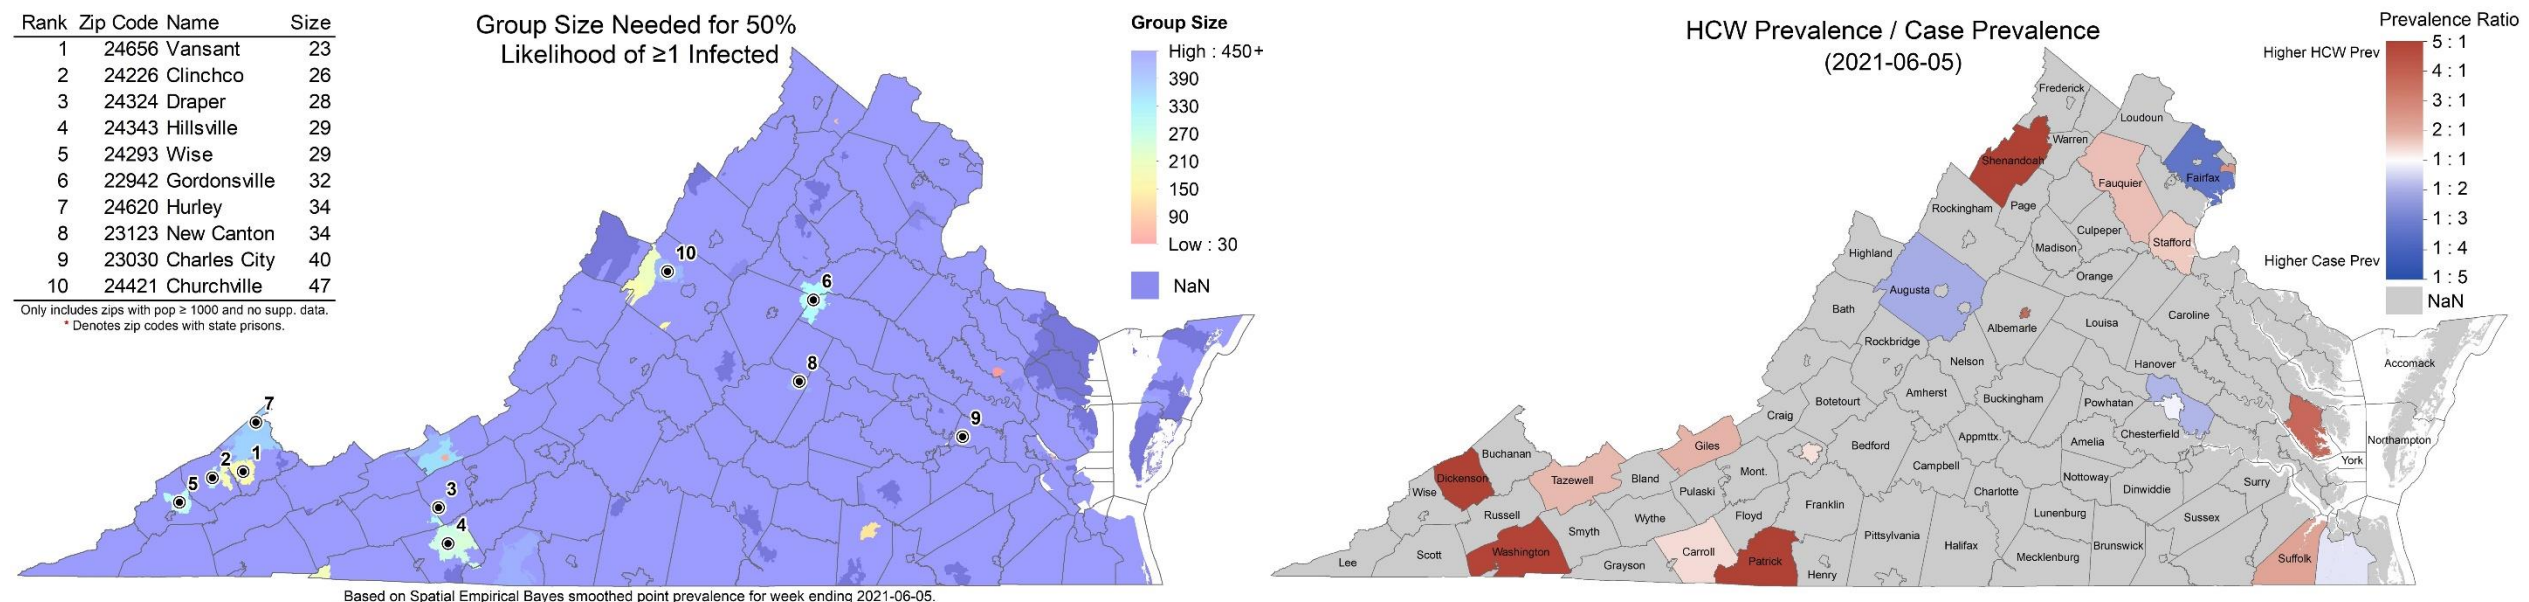 Rank Zip Code Name Size
1 24656 Vansant 23
2 24226 Clinchco 26
3 24324 Draper 28
4 24343 Hillsville 29
5 24293 Wise 29
6 22942 Gordonsville 32
7 24620 Hurley 34
8 23123 New Canton 34
9 23030 Charles City 40
10 24421 Churchville 47
Only includes zips with pop ≥ 1000 and no supp. data.
* Denotes zip codes with state prisons.
Group Size Needed for 50%
Likelihood of ≥1 Infected
Group Size
High : 450+
390
330
270
210
150
90
Low : 30
NaN
10
6
8
7
9
2
1
5
3
4
Based on Spatial Empirical Bayes smoothed point prevalence for week ending 2021-06-05.
HCW Prevalence / Case Prevalence
(2021-06-05)
Prevalence Ratio
Higher HCW Prev
5 : 1
4 : 1
3 : 1
2 : 1
1 : 1
1 : 2
1 : 3
1 : 4
Higher Case Prev
1 : 5
NaN
Frederick
Loudoun
Warren
Shenandoah
Fauquier
Fairfax
Rockingham
Page
Culpeper
Stafford
Madison
Highland
Orange
Augusta
Bath
Albemarle
Louisa
Caroline
Rockbridge
Nelson
Hanover
Accomack
Amherst
Buckingham
Powhatan
Botetourt
Craig
Chesterfield
Appmttx.
Amelia
Northampton
Giles
Bedford
Buchanan
York
Campbell
Mont.
Dickenson
Tazewell
Bland
Nottoway
Surry
Wise
Pulaski
Charlotte
Dinwiddie
Franklin
Russell
Wythe
Floyd
Lunenburg
Sussex
Smyth
Pittsylvania
Halifax
Brunswick
Washington
Carroll
Scott
Mecklenburg
Suffolk
Lee
Grayson
Patrick
Henry